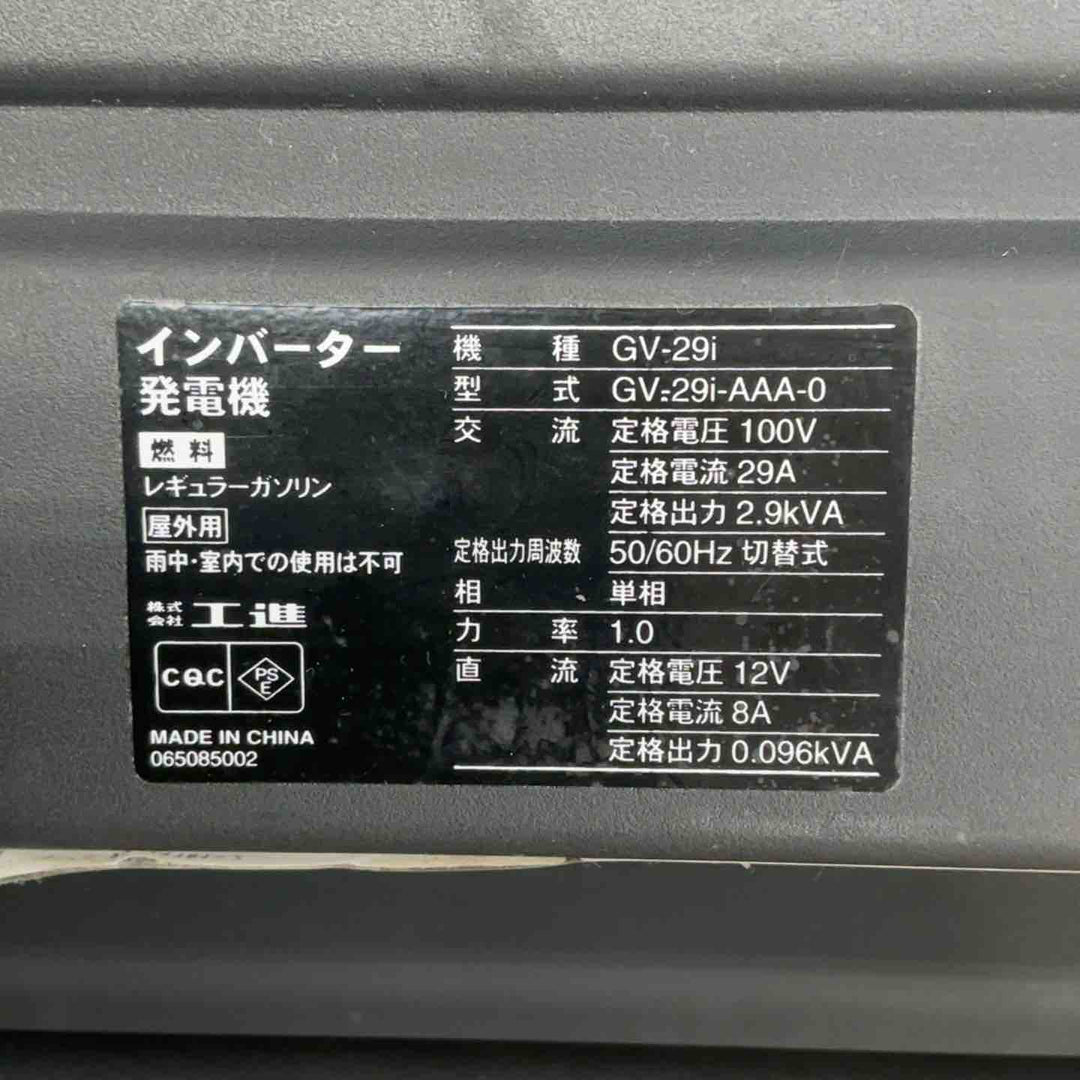 インバーター
発電機
燃料
レギュラーガソリン
屋外用
雨中・室内での使用は不可
株式会社 工進
CQC PSE
MADE IN CHINA
065085002
機種 GV-29i
型式 GV-29i-AAA-0
交流 定格電圧 100V
定格電流 29A
定格出力 2.9kVA
定格出力周波数 50/60Hz 切替式
相 単相
力率 1.0
直流 定格電圧 12V
定格電流 8A
定格出力 0.096kVA